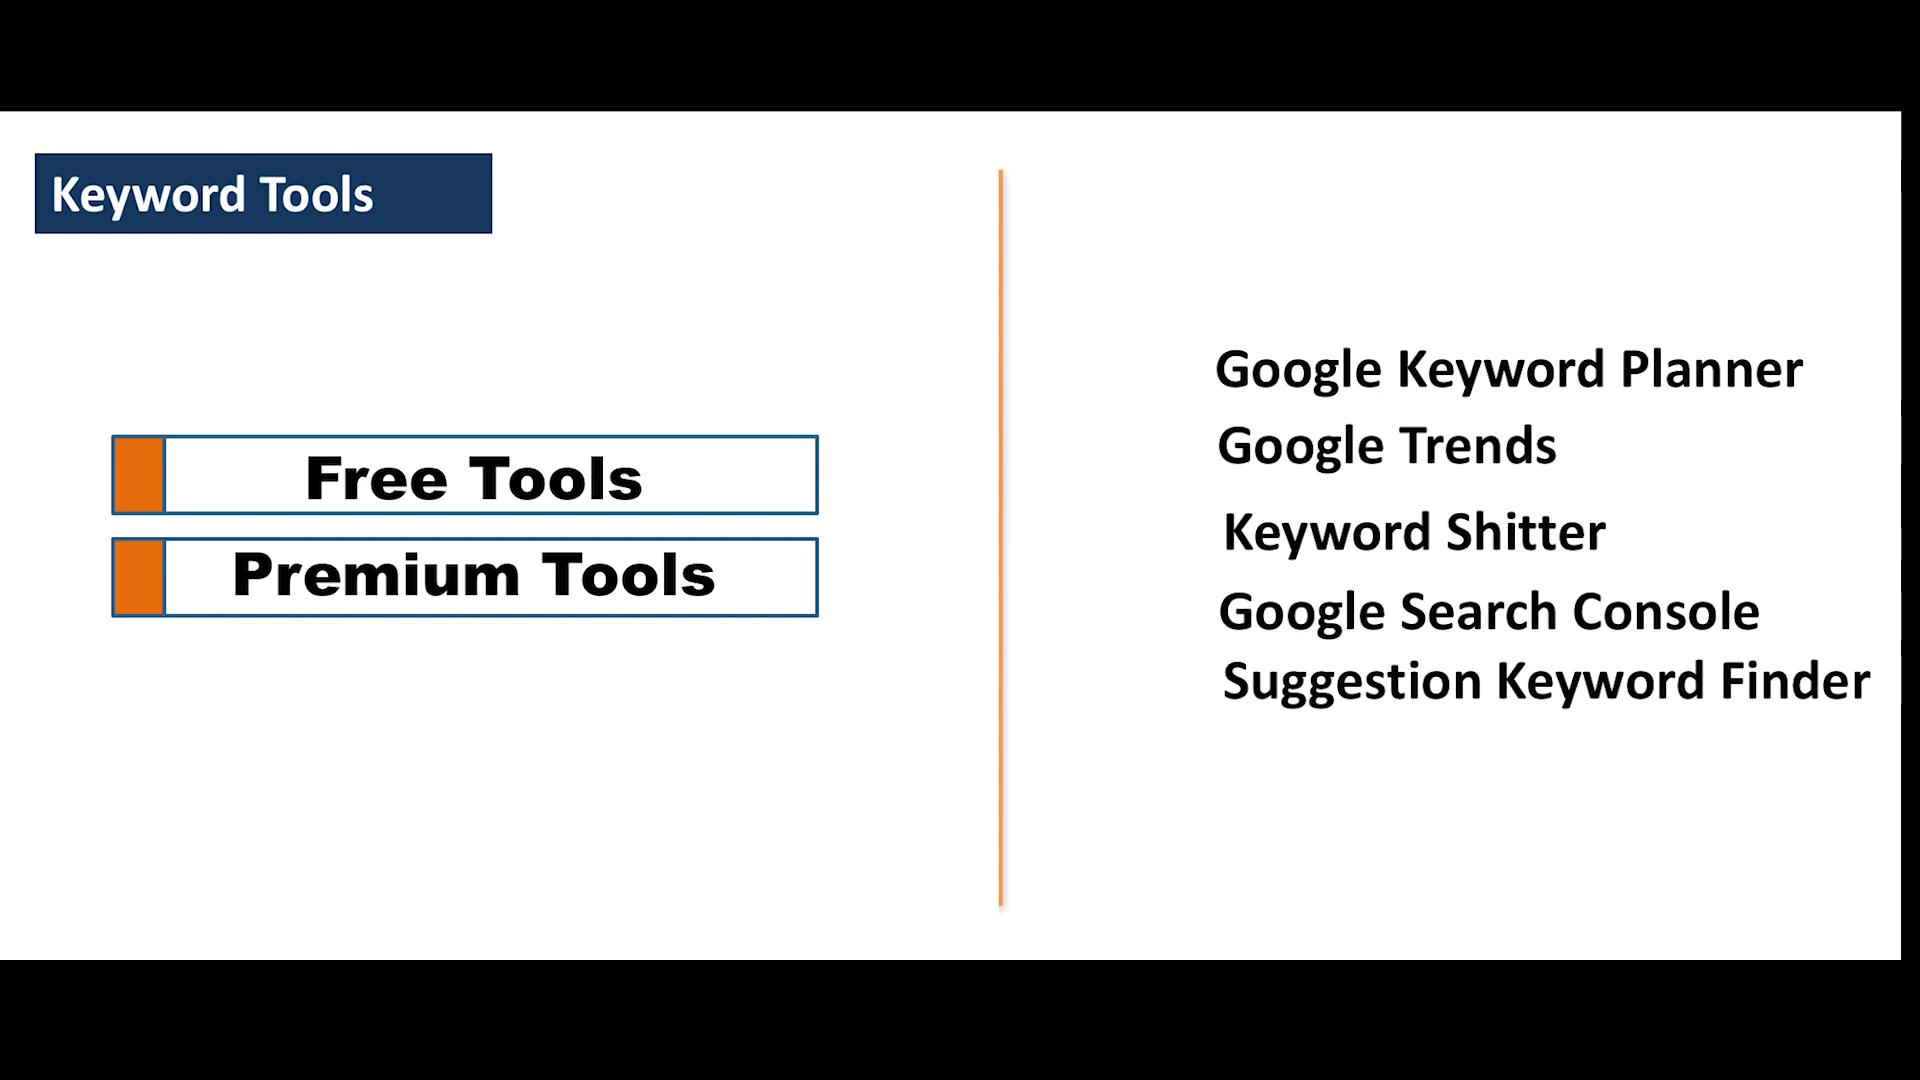 Keyword Tools
Free Tools
Premium Tools
Google Keyword Planner
Google Trends
Keyword Shitter
Google Search Console
Suggestion Keyword Finder